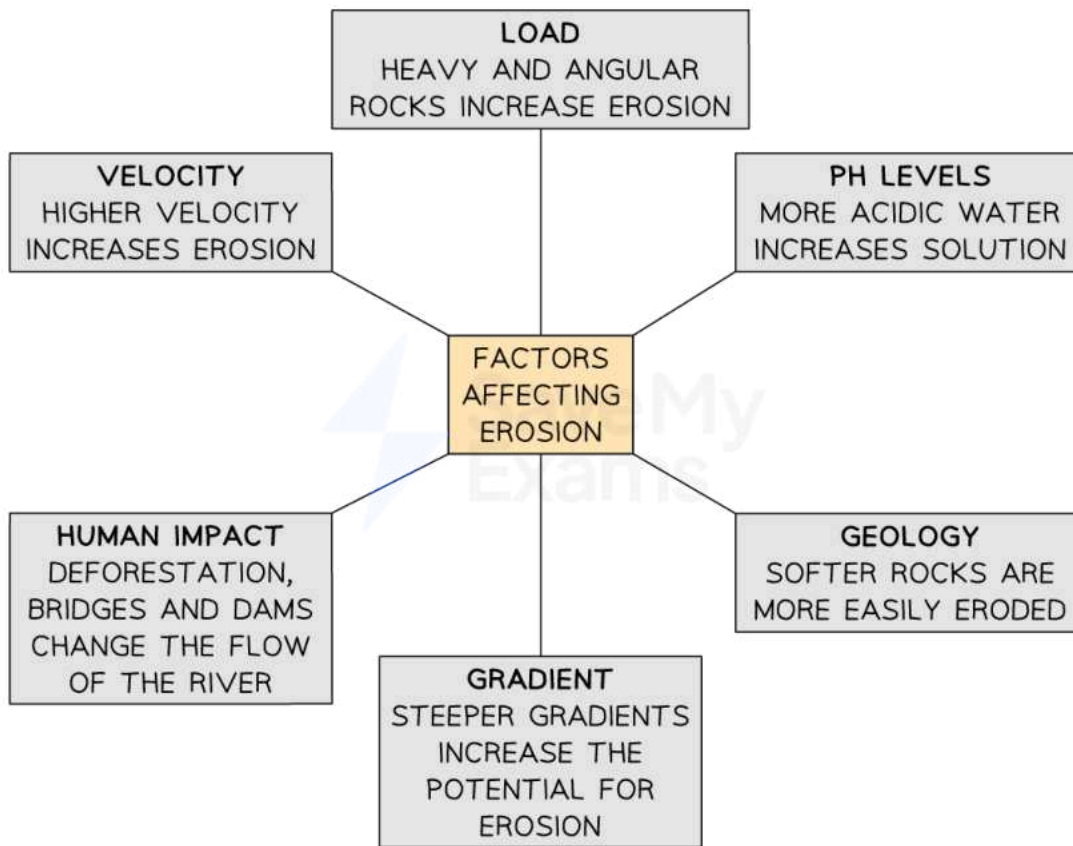 LOAD
HEAVY AND ANGULAR
ROCKS INCREASE EROSION
VELOCITY
HIGHER VELOCITY
INCREASES EROSION
PH LEVELS
MORE ACIDIC WATER
INCREASES SOLUTION
FACTORS
AFFECTING
EROSION
SaveMy
Exams
HUMAN IMPACT
DEFORESTATION,
BRIDGES AND DAMS
CHANGE THE FLOW
OF THE RIVER
GEOLOGY
SOFTER ROCKS ARE
MORE EASILY ERODED
GRADIENT
STEEPER GRADIENTS
INCREASE THE
POTENTIAL FOR
EROSION